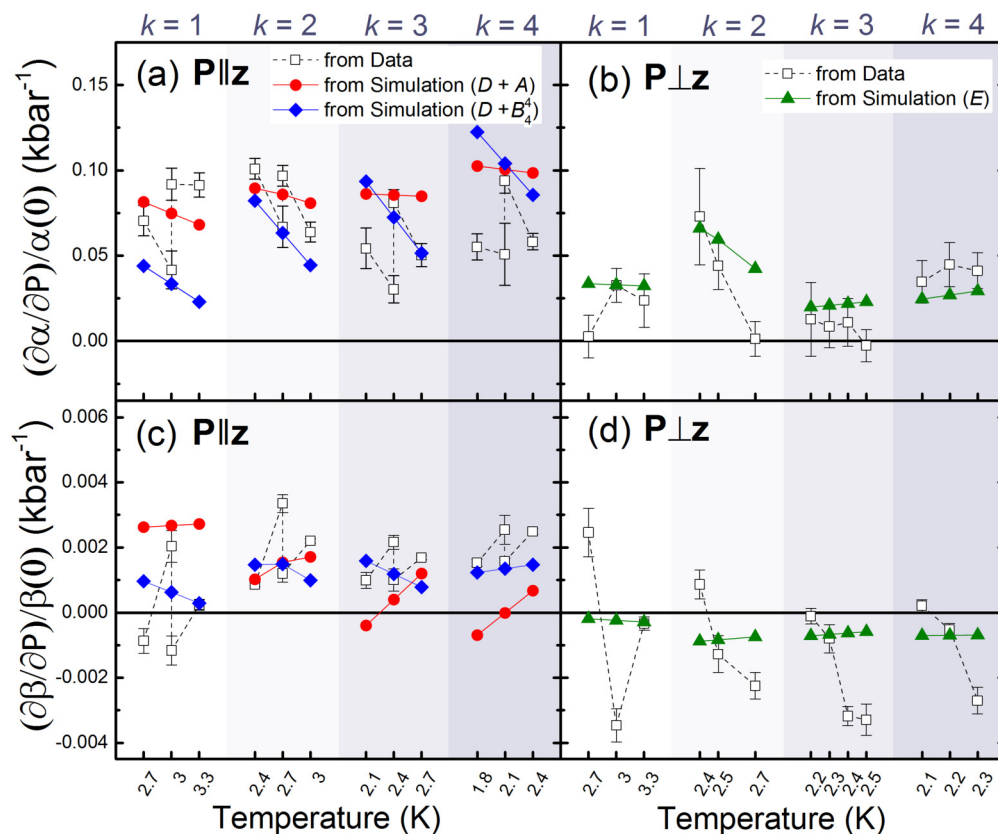 k = 1 k = 2 k = 3 k = 4 k = 1 k = 2 k = 3 k = 4
(a) P∥z
from Data
from Simulation (D + A)
from Simulation (D + B₄⁴)
(b) P⊥z
from Data
from Simulation (E)
(∂α/∂P)/α(0) (kbar⁻¹)
0.15
0.10
0.05
0.00
(c) P∥z
(d) P⊥z
(∂β/∂P)/β(0) (kbar⁻¹)
0.006
0.004
0.002
0.000
-0.002
-0.004
2.7 3 3.3 2.4 2.7 3 2.1 2.4 2.7 1.8 2.1 2.4 2.7 3 3.3 2.4 2.5 2.7 2.2 2.3 2.4 2.5 2.1 2.2 2.3
Temperature (K) Temperature (K)